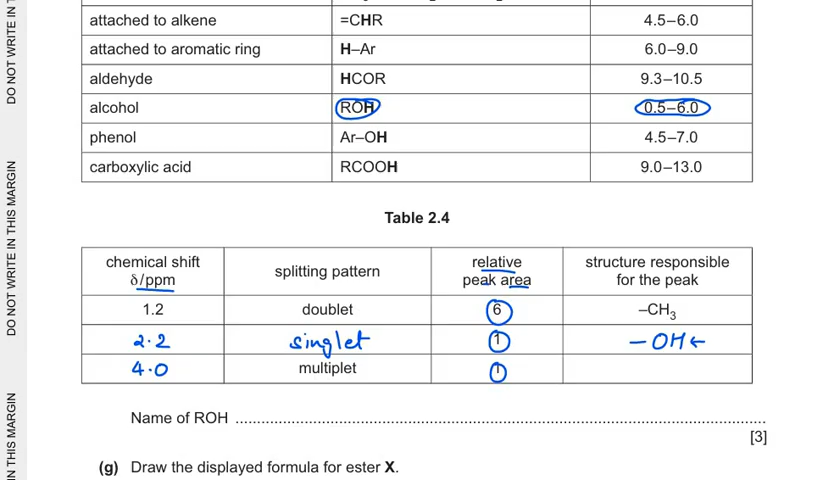 DO NOT WRITE IN T
DO NOT WRITE IN THIS MARGIN
IN THIS MARGIN
attached to alkene =CHR 4.5–6.0
attached to aromatic ring H–Ar 6.0–9.0
aldehyde HCOR 9.3–10.5
alcohol ROH 0.5–6.0
phenol Ar–OH 4.5–7.0
carboxylic acid RCOOH 9.0–13.0
Table 2.4
chemical shift δ/ppm splitting pattern relative peak area structure responsible for the peak
1.2 doublet 6 –CH₃
2.2 singlet 1 –OH←
4.0 multiplet 1
Name of ROH ....................................................................................................
[3]
(g) Draw the displayed formula for ester X.